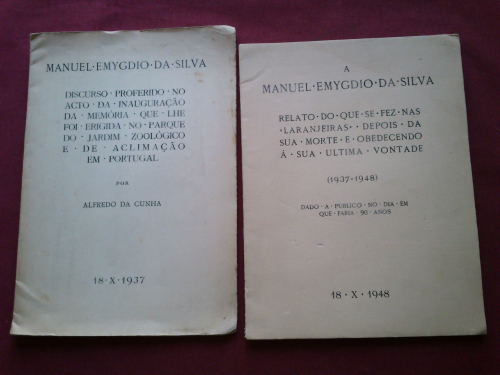 MANUEL·EMYGDIO·DA·SILVA
DISCURSO·PROFERIDO·NO
ACTO·DA·INAUGURAÇÃO
DA·MEMÓRIA·QUE·LHE
FOI·ERIGIDA·NO·PARQUE
DO·JARDIM·ZOOLÓGICO
E·DE·ACLIMAÇÃO
EM·PORTUGAL
POR
ALFREDO DA CUNHA
18·X·1937
A
MANUEL·EMYGDIO·DA·SILVA
RELATO·DO·QUE·SE·FEZ·NAS
·LARANJEIRAS··DEPOIS·DA
SUA·MORTE·E·OBEDECENDO
Á·SUA·ULTIMA·VONTADE
(1937-1948)
DADO·A·PUBLICO·NO·DIA·EM
QUE·FARIA·90·ANOS
18·X·1948